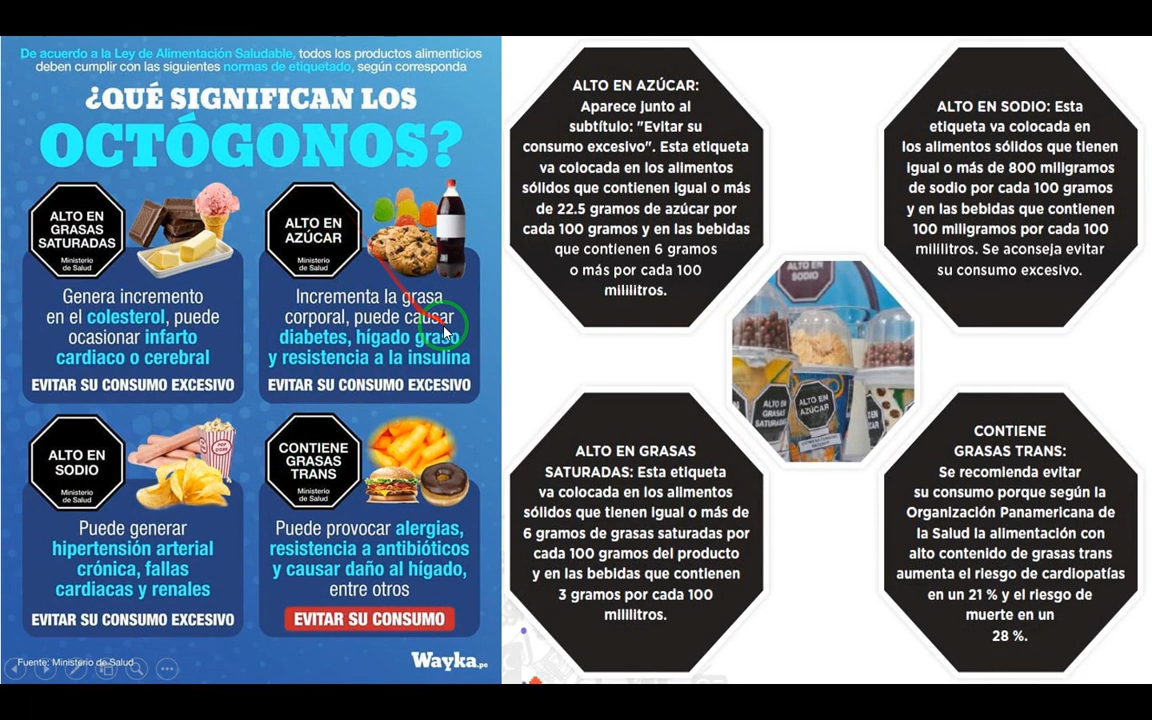 De acuerdo a la Ley de Alimentación Saludable, todos los productos alimenticios
deben cumplir con las siguientes normas de etiquetado, según corresponda
¿QUÉ SIGNIFICAN LOS
OCTÓGONOS?
ALTO EN
GRASAS
SATURADAS
Ministerio
de Salud
Genera incremento
en el colesterol, puede
ocasionar infarto
cardiaco o cerebral
EVITAR SU CONSUMO EXCESIVO
ALTO EN
AZÚCAR
Ministerio
de Salud
Incrementa la grasa
corporal, puede causar
diabetes, hígado graso
y resistencia a la insulina
EVITAR SU CONSUMO EXCESIVO
ALTO EN
SODIO
Ministerio
de Salud
Puede generar
hipertensión arterial
crónica, fallas
cardiacas y renales
EVITAR SU CONSUMO EXCESIVO
CONTIENE
GRASAS
TRANS
Ministerio
de Salud
Puede provocar alergias,
resistencia a antibióticos
y causar daño al hígado,
entre otros
EVITAR SU CONSUMO
Fuente: Ministerio de Salud
Wayka.pe
ALTO EN AZÚCAR:
Aparece junto al
subtítulo: "Evitar su
consumo excesivo". Esta etiqueta
va colocada en los alimentos
sólidos que contienen igual o más
de 22.5 gramos de azúcar por
cada 100 gramos y en las bebidas
que contienen 6 gramos
o más por cada 100
mililitros.
ALTO EN SODIO: Esta
etiqueta va colocada en
los alimentos sólidos que tienen
igual o más de 800 miligramos
de sodio por cada 100 gramos
y en las bebidas que contienen
100 miligramos por cada 100
mililitros. Se aconseja evitar
su consumo excesivo.
ALTO EN
SODIO
ALTO EN
GRASAS
SATURADAS
ALTO EN
AZÚCAR
ALTO EN GRASAS
SATURADAS: Esta etiqueta
va colocada en los alimentos
sólidos que tienen igual o más de
6 gramos de grasas saturadas por
cada 100 gramos del producto
y en las bebidas que contienen
3 gramos por cada 100
mililitros.
CONTIENE
GRASAS TRANS:
Se recomienda evitar
su consumo porque según la
Organización Panamericana de
la Salud la alimentación con
alto contenido de grasas trans
aumenta el riesgo de cardiopatías
en un 21 % y el riesgo de
muerte en un
28 %.